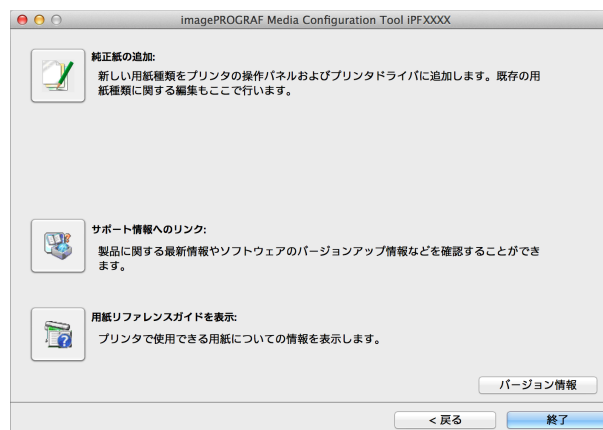 imagePROGRAF Media Configuration Tool iPFXXXX
純正紙の追加:
新しい用紙種類をプリンタの操作パネルおよびプリンタドライバに追加します。既存の用
紙種類に関する編集もここで行います。
サポート情報へのリンク:
製品に関する最新情報やソフトウェアのバージョンアップ情報などを確認することができ
ます。
用紙リファレンスガイドを表示:
プリンタで使用できる用紙についての情報を表示します。
バージョン情報
< 戻る
終了